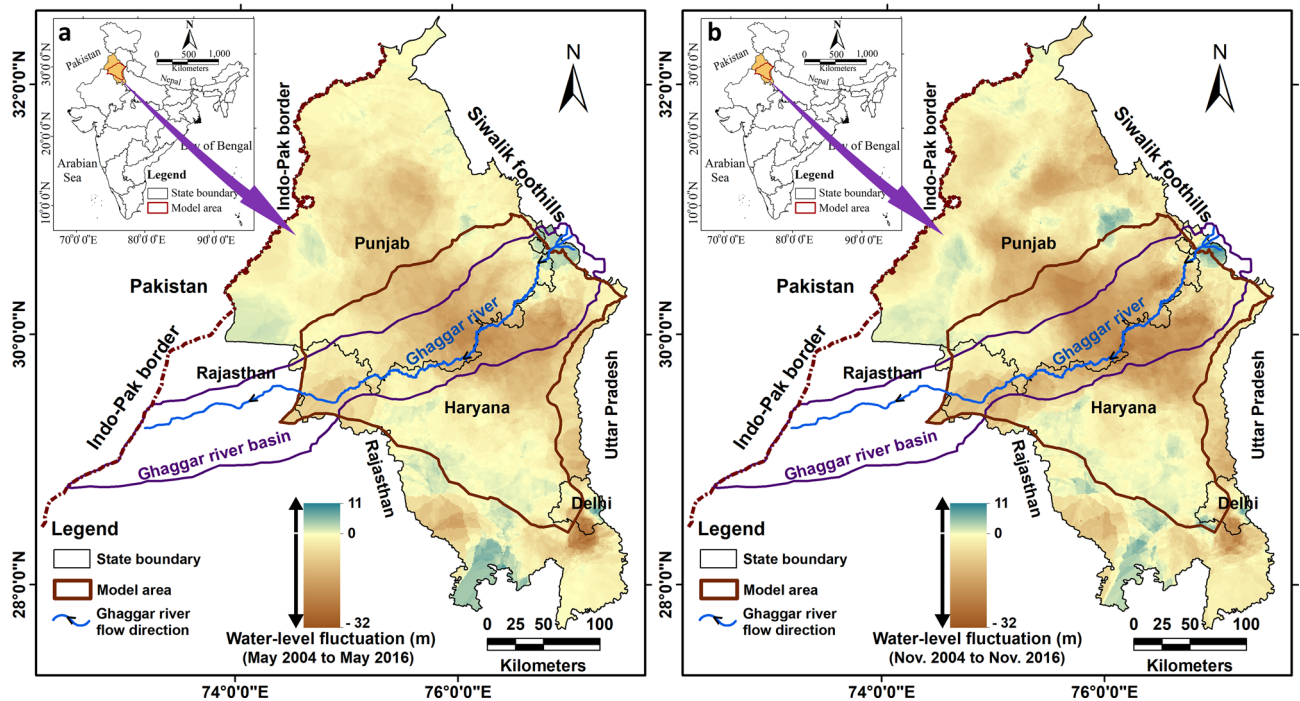 a
Pakistan
N
0 500 1,000
Kilometers
Nepal
Arabian
Sea
Bay of Bengal
Legend
State boundary
Model area
30°0'0"N
20°0'0"N
10°0'0"N
70°0'0"E
80°0'0"E
90°0'0"E
32°0'0"N
30°0'0"N
28°0'0"N
N
Indo-Pak border
Siwalik foothills
Punjab
Pakistan
Ghaggar river
Indo-Pak border
Rajasthan
Haryana
Uttar Pradesh
Ghaggar river basin
Rajasthan
Delhi
Legend
State boundary
Model area
Ghaggar river
flow direction
11
0
- 32
Water-level fluctuation (m)
(May 2004 to May 2016)
0 25 50 100
Kilometers
74°0'0"E
76°0'0"E
b
Pakistan
N
0 500 1,000
Kilometers
Nepal
Arabian
Sea
Bay of Bengal
Legend
State boundary
Model area
30°0'0"N
20°0'0"N
10°0'0"N
70°0'0"E
80°0'0"E
90°0'0"E
N
Indo-Pak border
Siwalik foothills
Punjab
Pakistan
Ghaggar river
Indo-Pak border
Rajasthan
Haryana
Uttar Pradesh
Ghaggar river basin
Rajasthan
Delhi
Legend
State boundary
Model area
Ghaggar river
flow direction
11
0
- 32
Water-level fluctuation (m)
(Nov. 2004 to Nov. 2016)
0 25 50 100
Kilometers
74°0'0"E
76°0'0"E